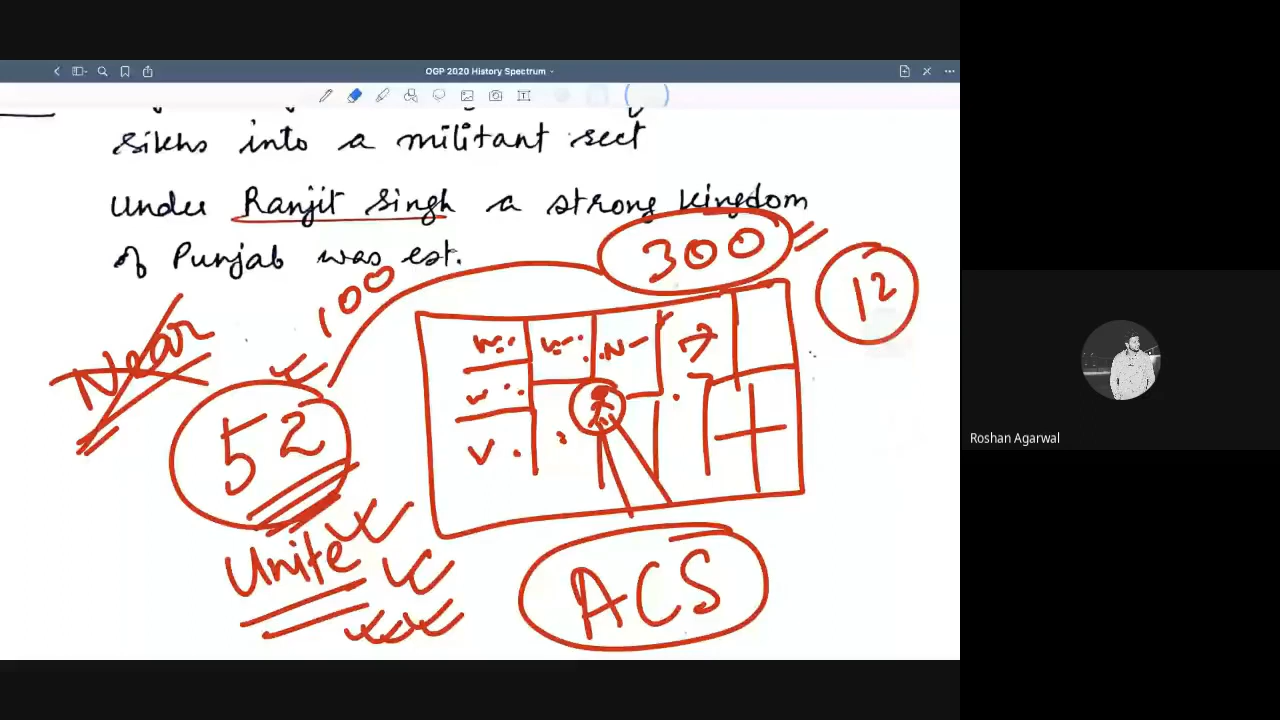 OGP 2020 History Spectrum
sikhs into a militant sect
Under Ranjit Singh a strong kingdom
of Punjab was est.
300
12
100
Near
52
Unite
ACS
Roshan Agarwal